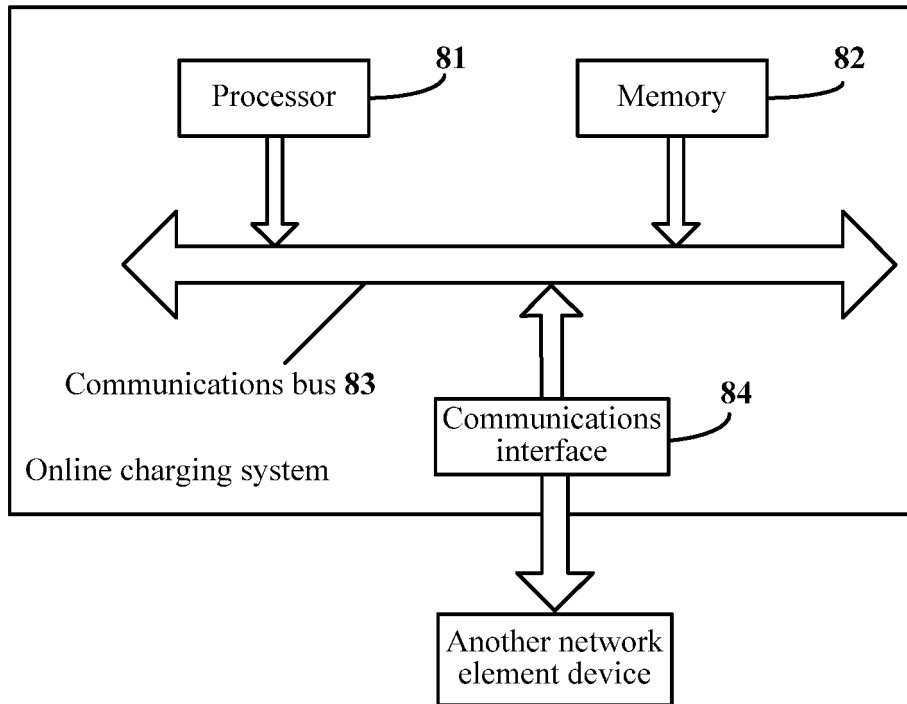 81
82
Processor
Memory
Communications bus 83
84
Communications
interface
Online charging system
Another network
element device